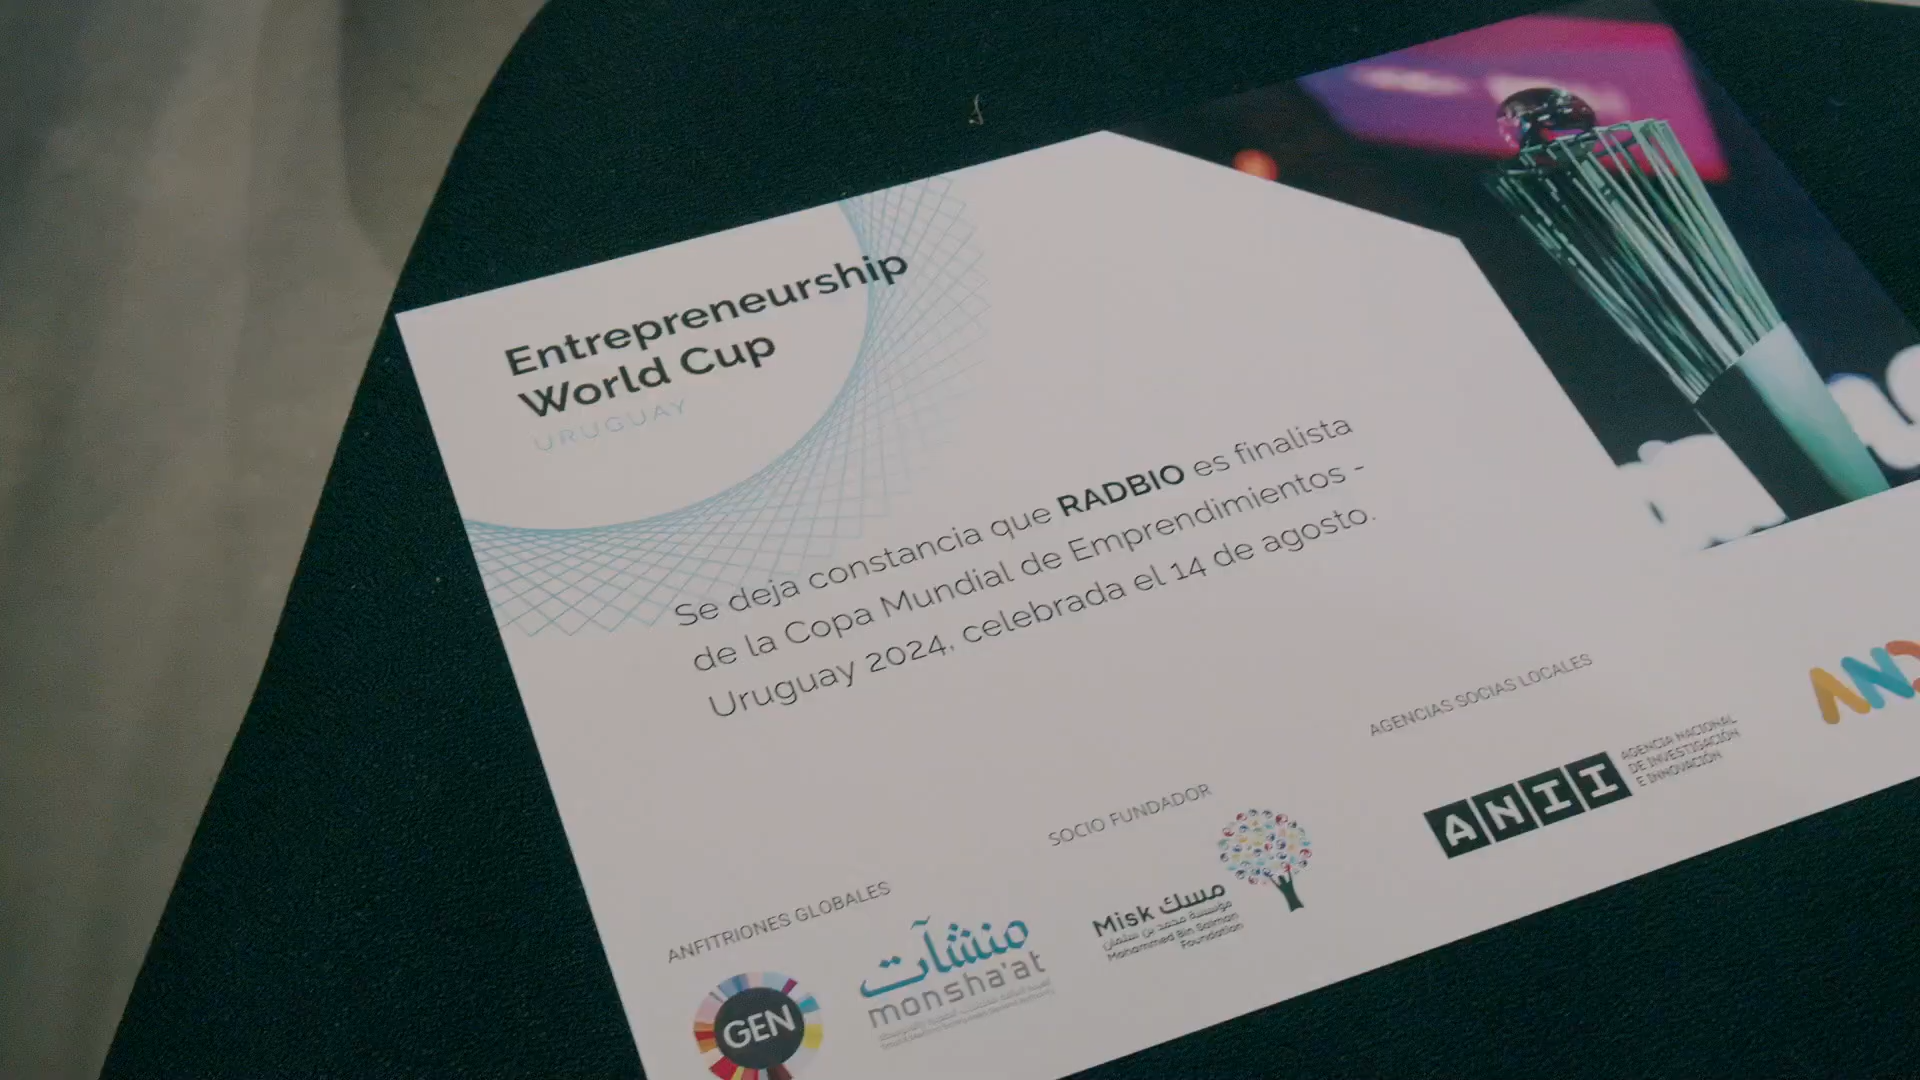 Entrepreneurship
World Cup
URUGUAY
Se deja constancia que RADBIO es finalista
de la Copa Mundial de Emprendimientos -
Uruguay 2024, celebrada el 14 de agosto.
ANFITRIONES GLOBALES
GEN
منشآت
monsha'at
SOCIO FUNDADOR
Misk مسك
مؤسسة محمد بن سلمان
Mohammed Bin Salman
Foundation
AGENCIAS SOCIAS LOCALES
ANII
AGENCIA NACIONAL
DE INVESTIGACIÓN
E INNOVACIÓN